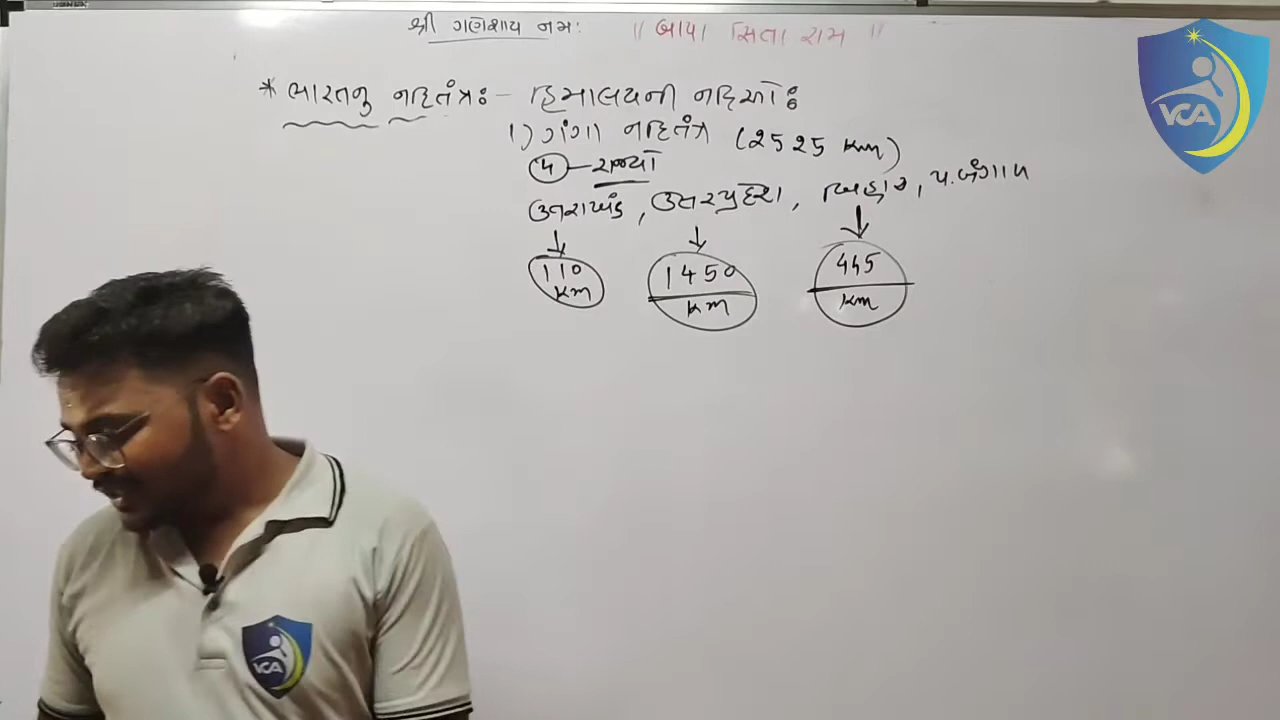 શ્રી ગણેશાય નમઃ ॥ બાપા સિતા રામ ॥
* ભારતનુ નદિતંત્રઃ - હિમાલયની નદિઓઃ
1) ગંગા નદિતંત્ર (2525 km)
4 - રાજ્યો
ઉત્તરાખંડ, ઉત્તરપ્રદેશ, બિહાર, પ.બંગાળ
110 km 1450 km 445 km
VCA
VCA